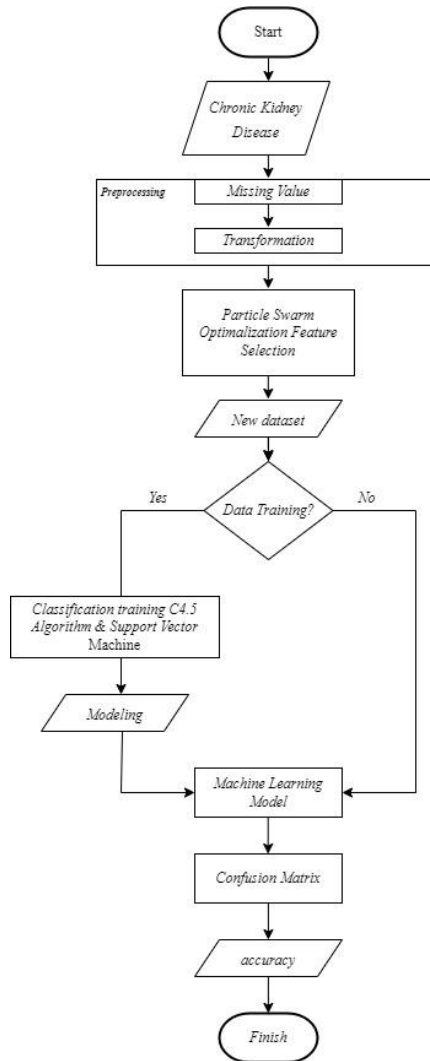 Start
Chronic Kidney
Disease
Preprocessing
Missing Value
Transformation
Particle Swarm
Optimalization Feature
Selection
New dataset
Data Training?
Yes
No
Classification training C4.5
Algorithm & Support Vector
Machine
Modeling
Machine Learning
Model
Confusion Matrix
accuracy
Finish